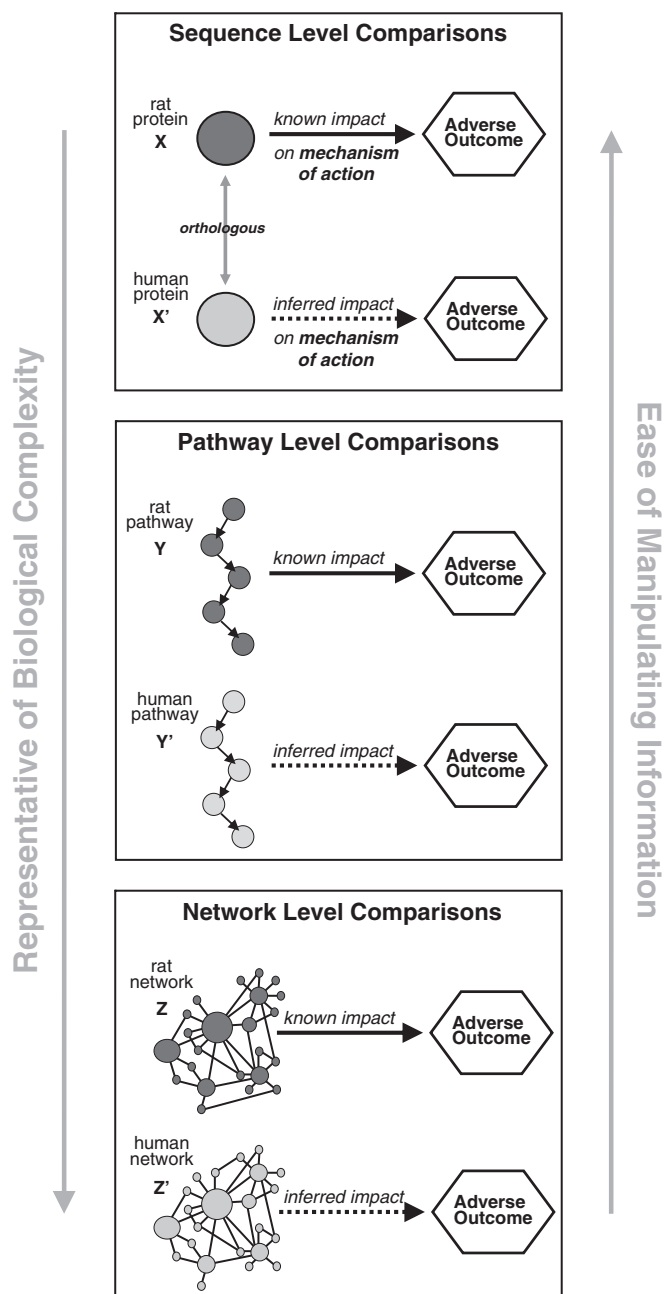 Sequence Level Comparisons
rat
protein
X
known impact
on mechanism
of action
Adverse
Outcome
orthologous
human
protein
X'
inferred impact
on mechanism
of action
Adverse
Outcome
Pathway Level Comparisons
rat
pathway
Y
known impact
Adverse
Outcome
human
pathway
Y'
inferred impact
Adverse
Outcome
Network Level Comparisons
rat
network
Z
known impact
Adverse
Outcome
human
network
Z'
inferred impact
Adverse
Outcome
Representative of Biological Complexity
Ease of Manipulating Information